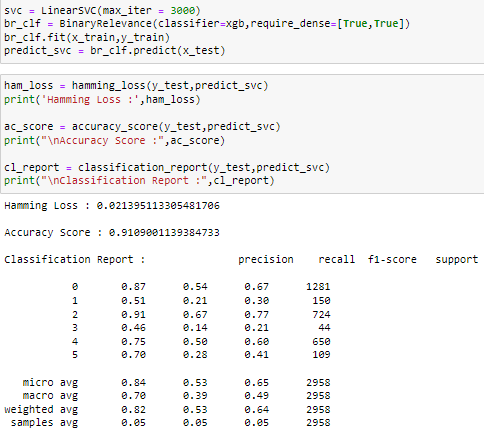 svc = LinearSVC(max_iter = 3000)
br_clf = BinaryRelevance(classifier=xgb,require_dense=[True,True])
br_clf.fit(x_train,y_train)
predict_svc = br_clf.predict(x_test)
ham_loss = hamming_loss(y_test,predict_svc)
print('Hamming Loss :',ham_loss)
ac_score = accuracy_score(y_test,predict_svc)
print("\nAccuracy Score :",ac_score)
cl_report = classification_report(y_test,predict_svc)
print("\nClassification Report :",cl_report)
Hamming Loss : 0.021395113305481706
Accuracy Score : 0.9109001139384733
Classification Report :               precision    recall  f1-score   support
0       0.87      0.54      0.67      1281
1       0.51      0.21      0.30       150
2       0.91      0.67      0.77       724
3       0.46      0.14      0.21        44
4       0.75      0.50      0.60       650
5       0.70      0.28      0.41       109
micro avg       0.84      0.53      0.65      2958
macro avg       0.70      0.39      0.49      2958
weighted avg       0.82      0.53      0.64      2958
samples avg       0.05      0.05      0.05      2958